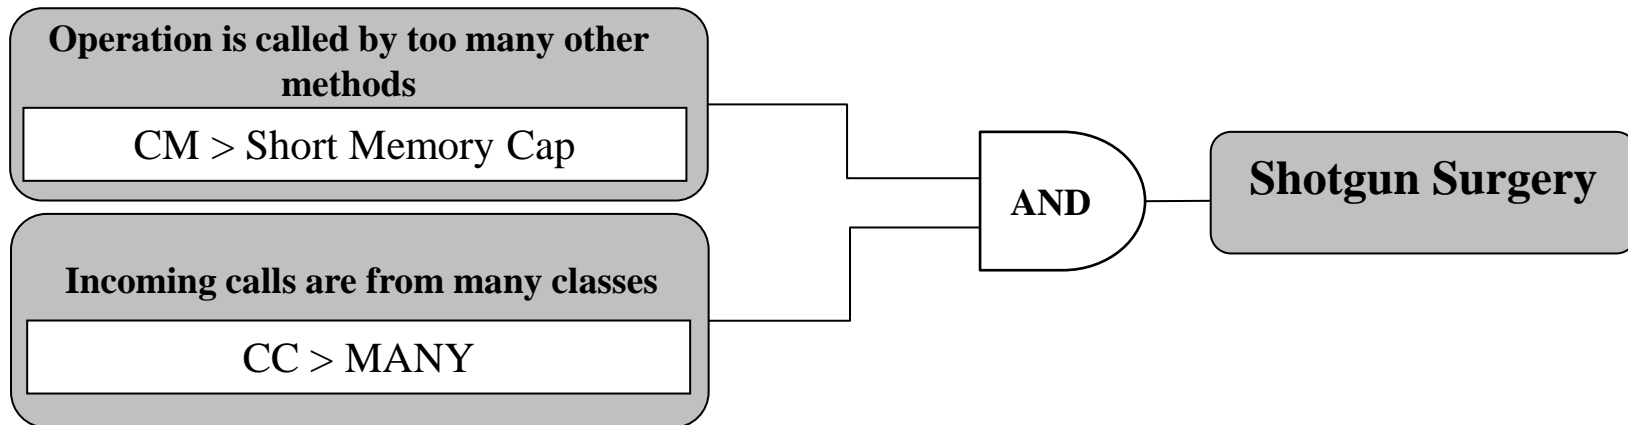 Operation is called by too many other
methods
CM > Short Memory Cap
Incoming calls are from many classes
CC > MANY
AND
Shotgun Surgery